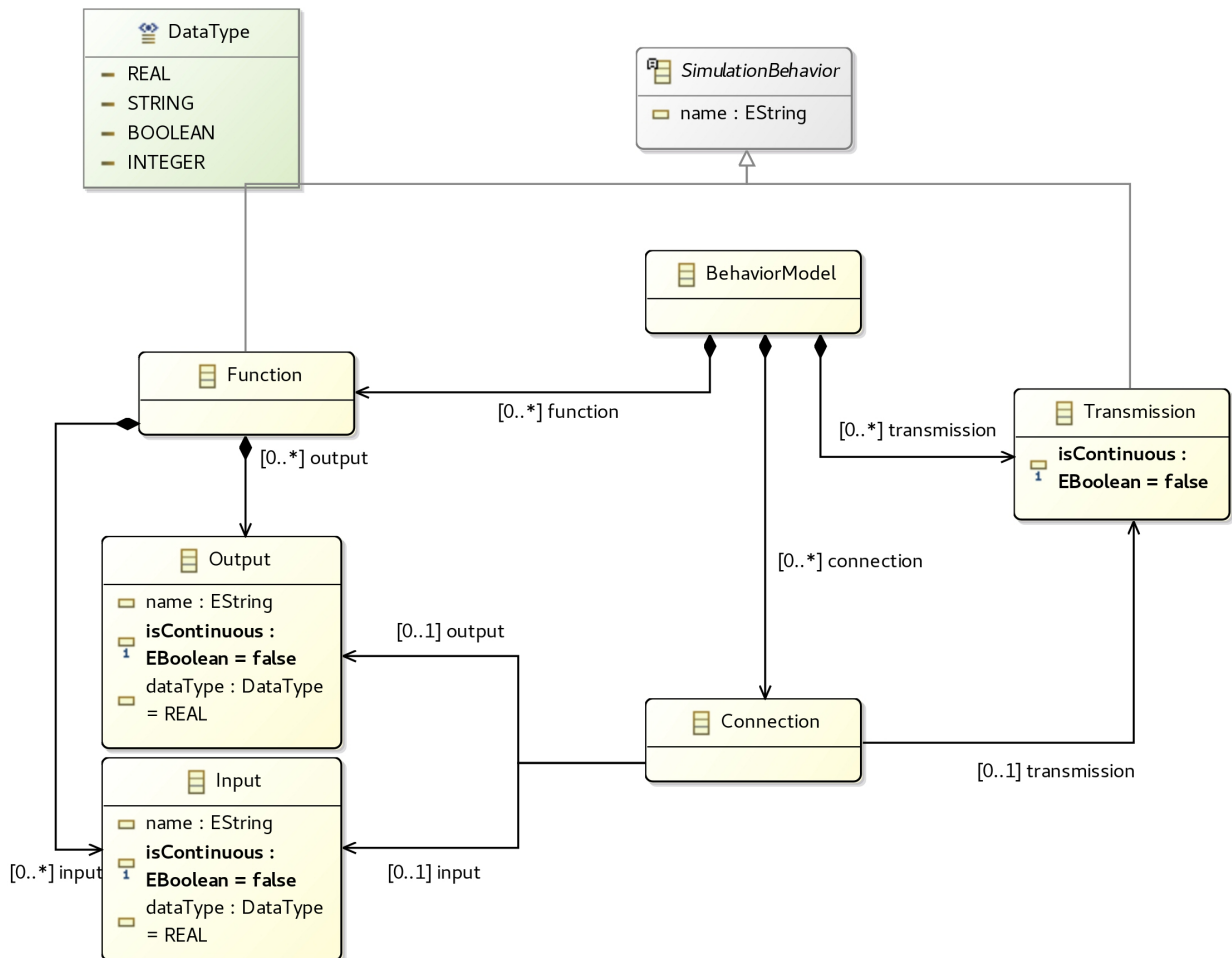 DataType
REAL
STRING
BOOLEAN
INTEGER
SimulationBehavior
name : EString
BehaviorModel
Function
[0..*] function
[0..*] output
[0..*] transmission
Transmission
isContinuous :
EBoolean = false
[0..*] connection
Output
name : EString
isContinuous :
EBoolean = false
dataType : DataType
= REAL
[0..1] output
Connection
[0..1] transmission
Input
name : EString
isContinuous :
EBoolean = false
dataType : DataType
= REAL
[0..*] input
[0..1] input